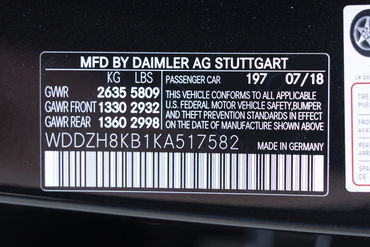 MFD BY DAIMLER AG STUTTGART
KG LBS PASSENGER CAR 197 07/18
GVWR 2635 5809
GAWR FRONT 1330 2932
GAWR REAR 1360 2998
THIS VEHICLE CONFORMS TO ALL APPLICABLE
U.S. FEDERAL MOTOR VEHICLE SAFETY,BUMPER
AND THEFT PREVENTION STANDARDS IN EFFECT
ON THE DATE OF MANUFACTURE SHOWN ABOVE
WDDZH8KB1KA517582 MADE IN GERMANY